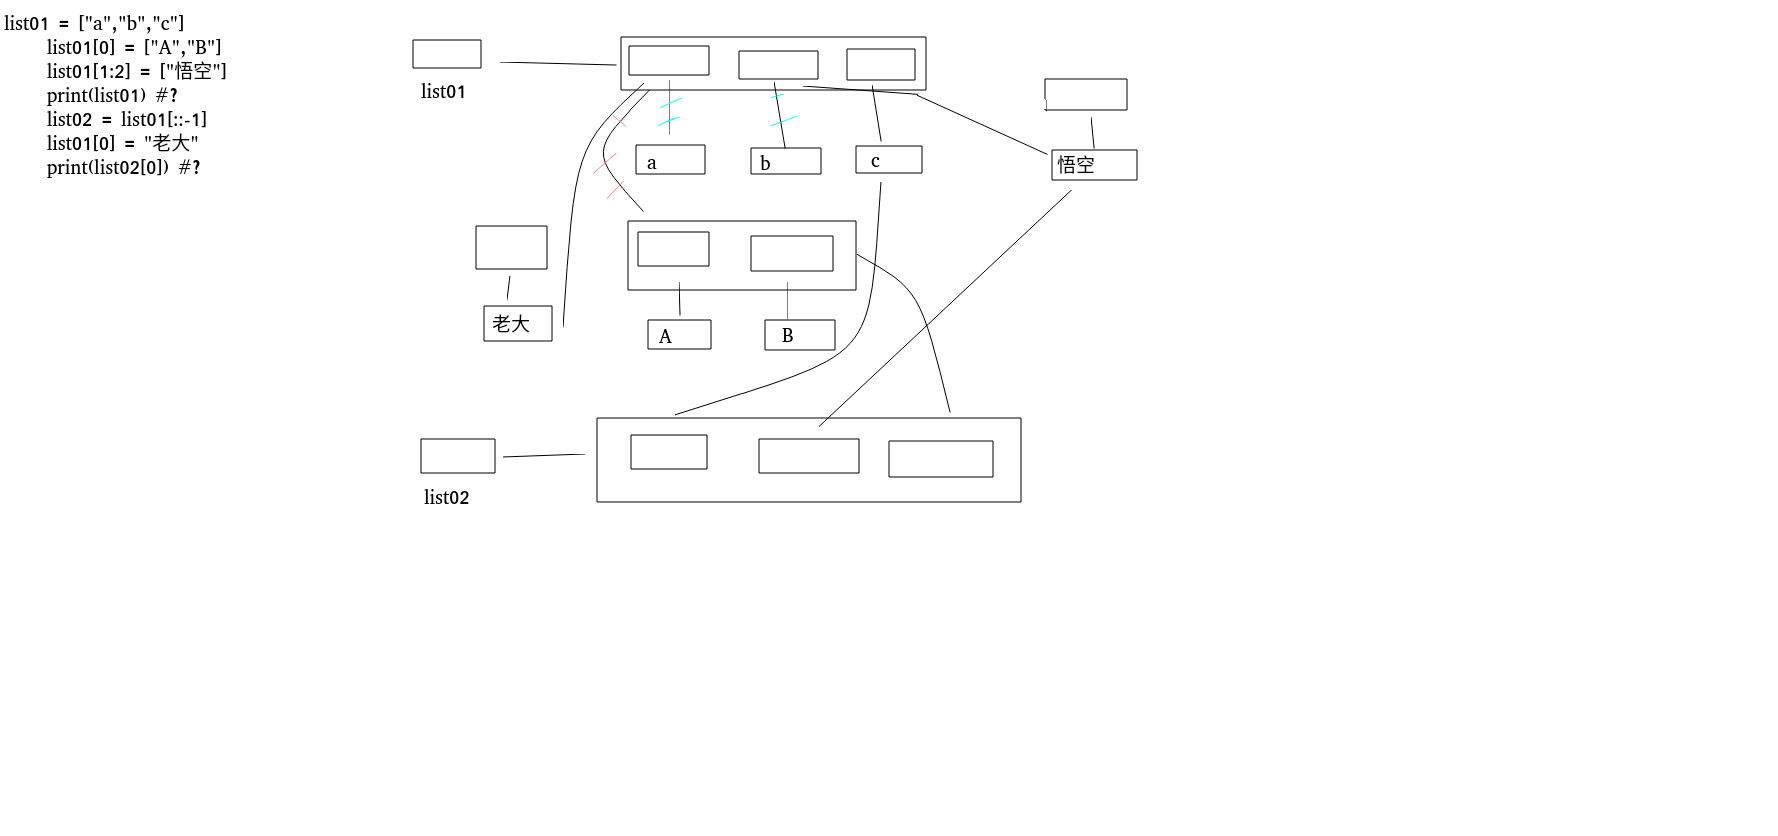 list01 = ["a","b","c"]
list01[0] = ["A","B"]
list01[1:2] = ["悟空"]
print(list01) #?
list02 = list01[::-1]
list01[0] = "老大"
print(list02[0]) #?
list01
a
b
c
悟空
老大
A
B
list02